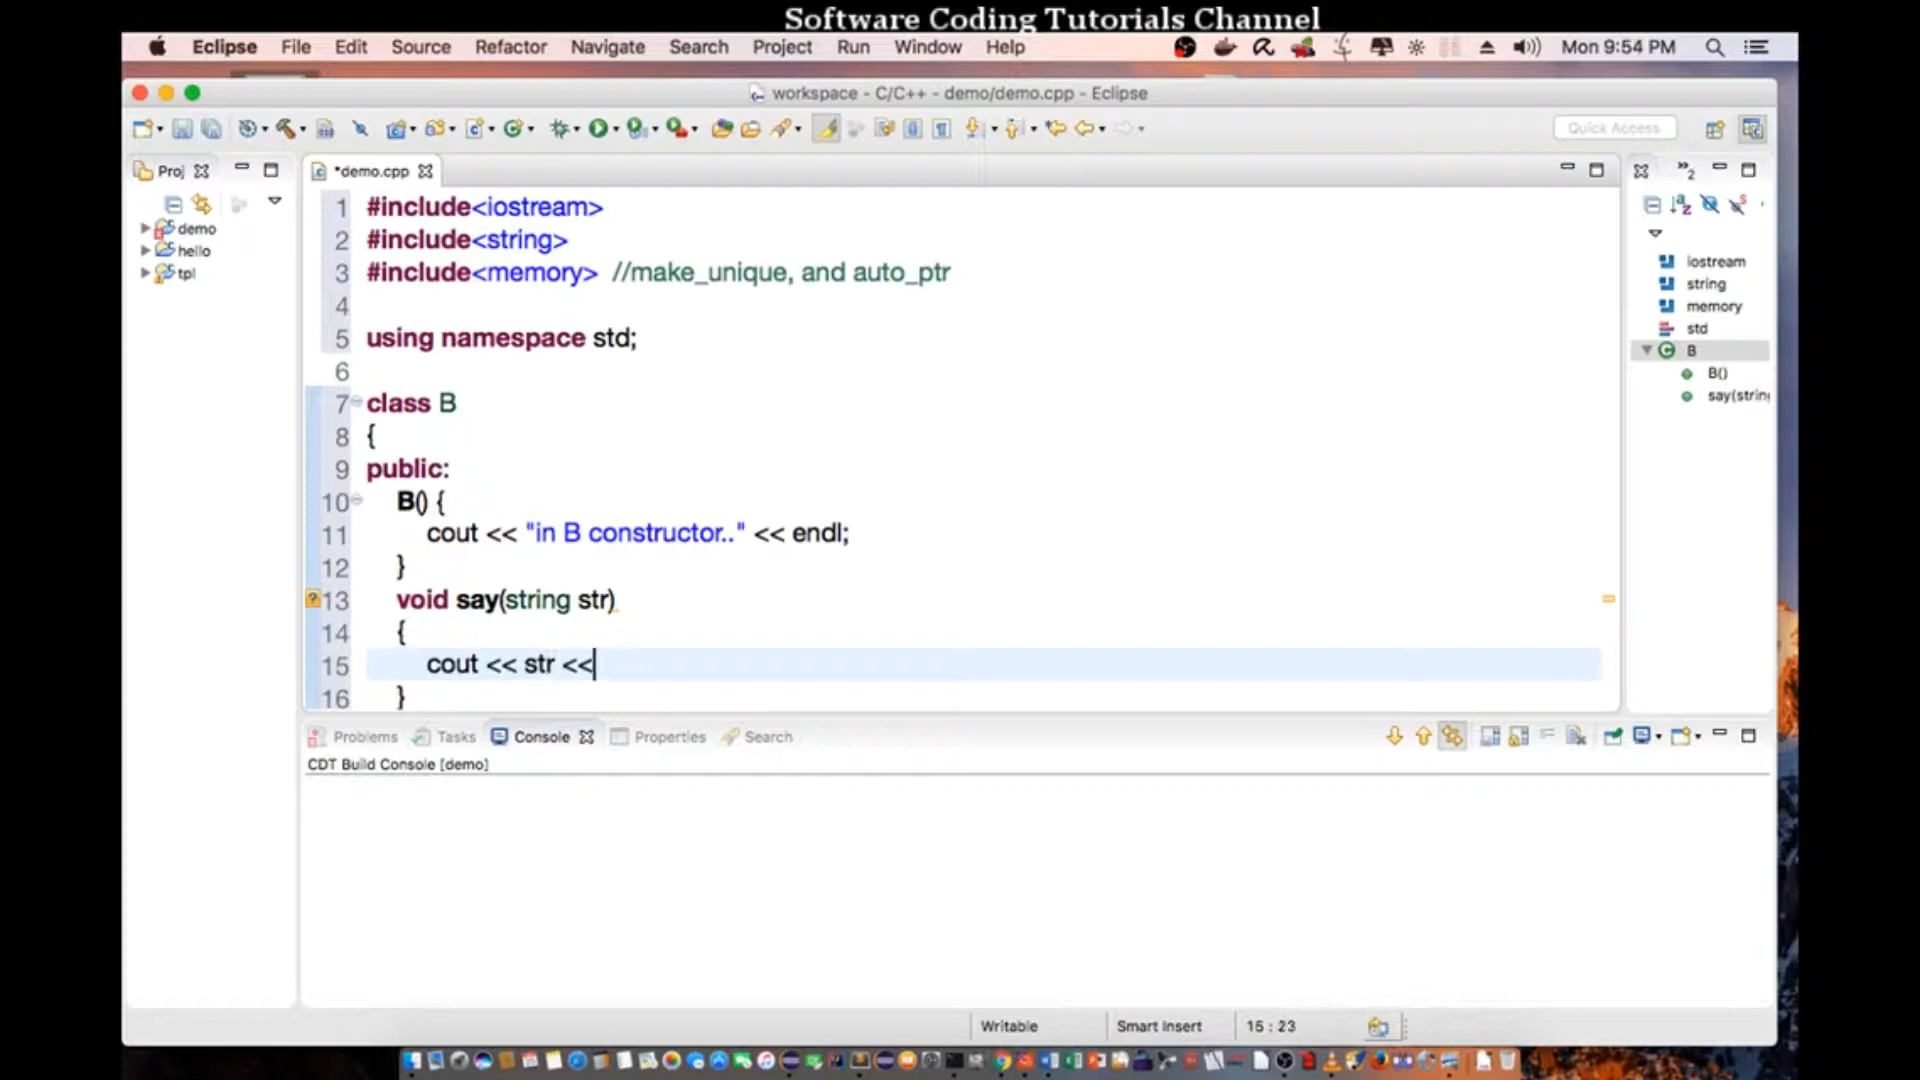 Software Coding Tutorials Channel
Eclipse File Edit Source Refactor Navigate Search Project Run Window Help Mon 9:54 PM
workspace - C/C++ - demo/demo.cpp - Eclipse
Quick Access
Proj
*demo.cpp
2
demo
hello
tpl
1 #include<iostream>
2 #include<string>
3 #include<memory> //make_unique, and auto_ptr
4
5 using namespace std;
6
7 class B
8 {
9 public:
10 B() {
11 cout << "in B constructor.." << endl;
12 }
13 void say(string str)
14 {
15 cout << str <<
16 }
iostream
string
memory
std
B
B()
say(string
Problems Tasks Console Properties Search
CDT Build Console [demo]
Writable Smart Insert 15 : 23